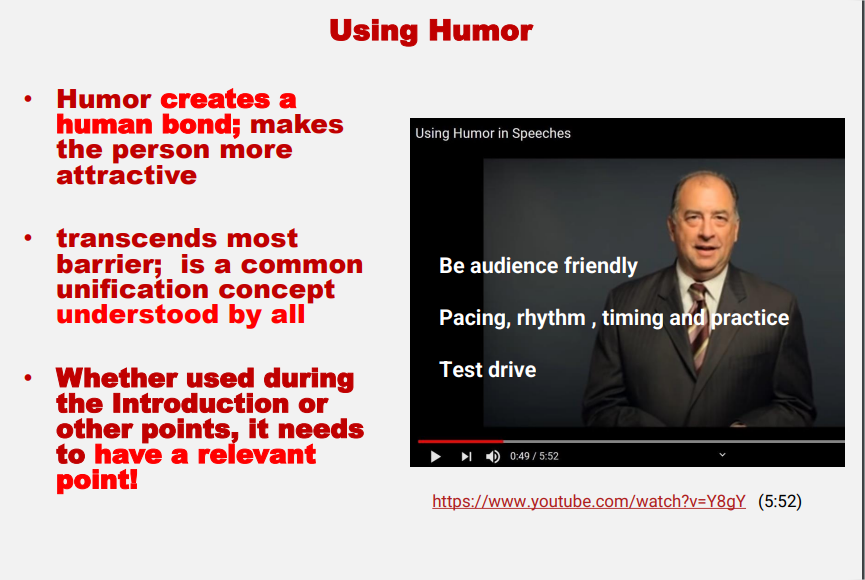 Using Humor
• Humor creates a
human bond; makes
the person more
attractive
• transcends most
barrier;  is a common
unification concept
understood by all
• Whether used during
the Introduction or
other points, it needs
to have a relevant
point!
Using Humor in Speeches
Be audience friendly
Pacing, rhythm , timing and practice
Test drive
0:49 / 5:52
https://www.youtube.com/watch?v=Y8gY (5:52)